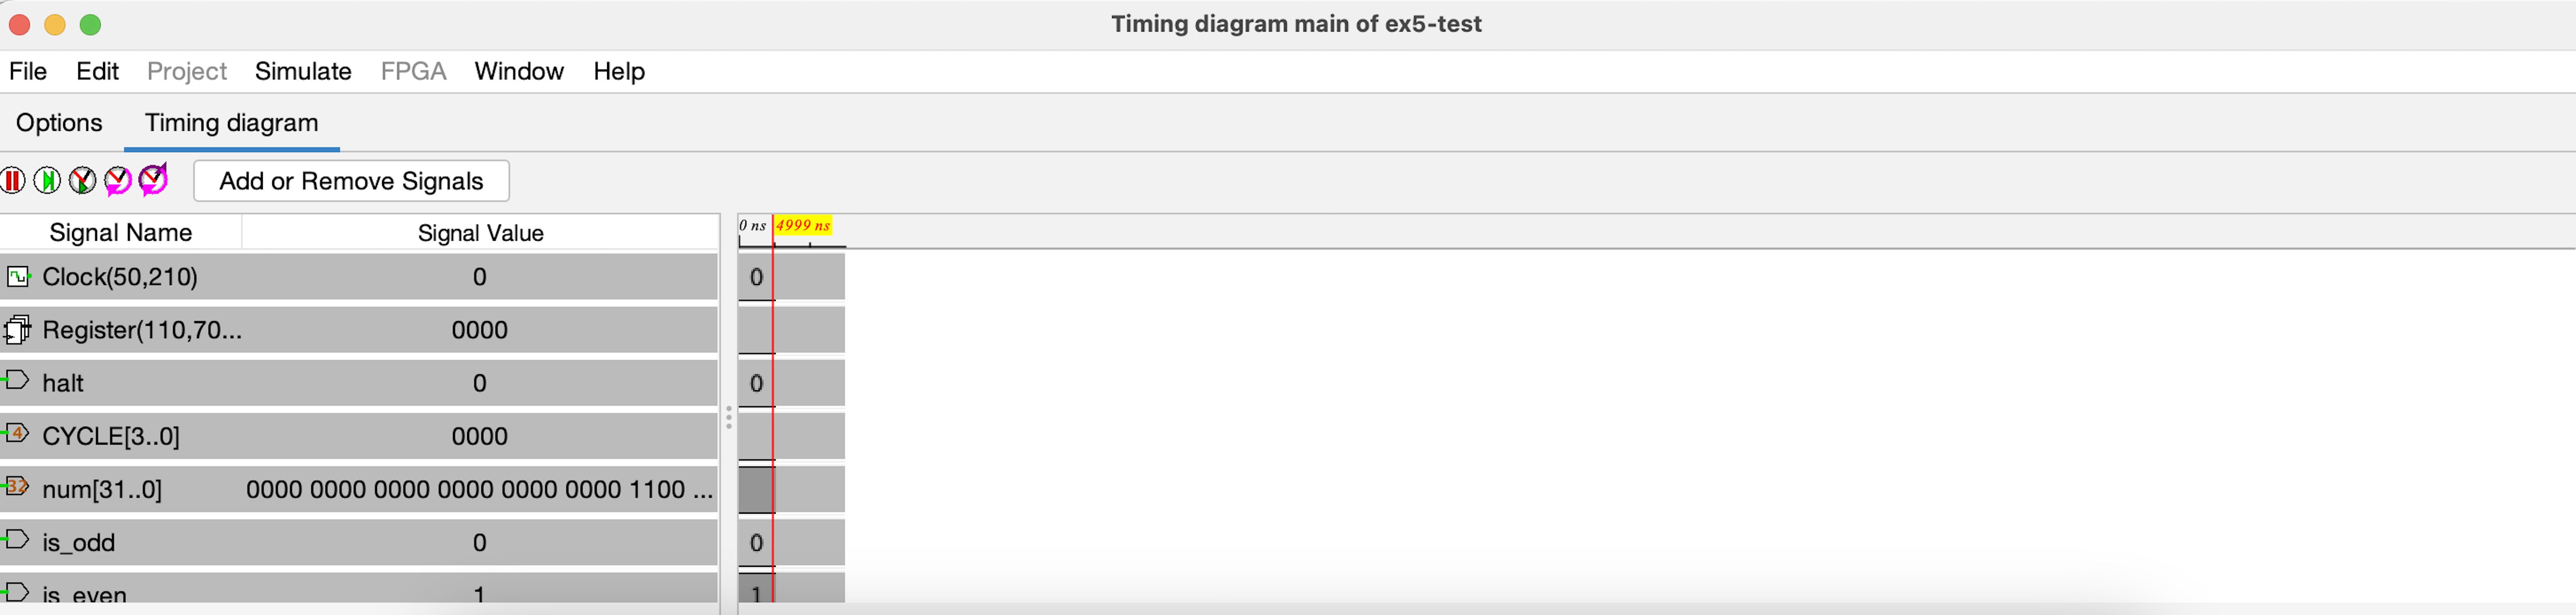 Timing diagram main of ex5-test
File Edit Project Simulate FPGA Window Help
Options Timing diagram
Add or Remove Signals
Signal Name Signal Value 0 ns 4999 ns
Clock(50,210) 0 0
Register(110,70... 0000
halt 0 0
4 CYCLE[3..0] 0000
32 num[31..0] 0000 0000 0000 0000 0000 0000 1100 ...
is_odd 0 0
is_even 1 1